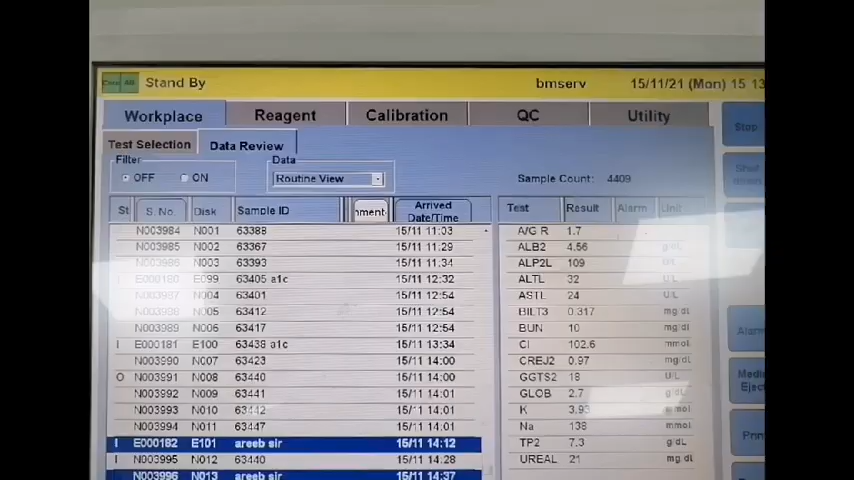 Stand By bmserv 15/11/21 (Mon) 15 13
Workplace Reagent Calibration QC Utility Stop
Test Selection Data Review
Filter Data
OFF ON Routine View Sample Count: 4409
St S. No. Disk Sample ID Arrived Date/Time Test Result Alarm Unit
N003984 N001 63388 15/11 11:03 A/G R 1.7
N003985 N002 63367 15/11 11:29 ALB2 4.56 g/dL
N003986 N003 63393 15/11 11:34 ALP2L 109 U/L
E000180 E099 63405 a1c 15/11 12:32 ALTL 32 U/L
N003987 N004 63401 15/11 12:54 ASTL 24 U/L
N003988 N005 63412 15/11 12:54 BILT3 0.317 mg/dl
N003989 N006 63417 15/11 12:54 BUN 10 mg/dl
I E000181 E100 63438 a1c 15/11 13:34 Cl 102.6 mmol
N003990 N007 63423 15/11 14:00 CREJ2 0.97 mg/dl
O N003991 N008 63440 15/11 14:00 GGTS2 18 U/L
N003992 N009 63441 15/11 14:01 GLOB 2.7 g/dL
N003993 N010 63442 15/11 14:01 K 3.93 mmol
N003994 N011 63447 15/11 14:01 Na 138 mmol
I E000182 E101 areeb sir 15/11 14:12 TP2 7.3 g/dL
I N003995 N012 63440 15/11 14:28 UREAL 21 mg/dl
N003996 N013 areeb sir 15/11 14:37